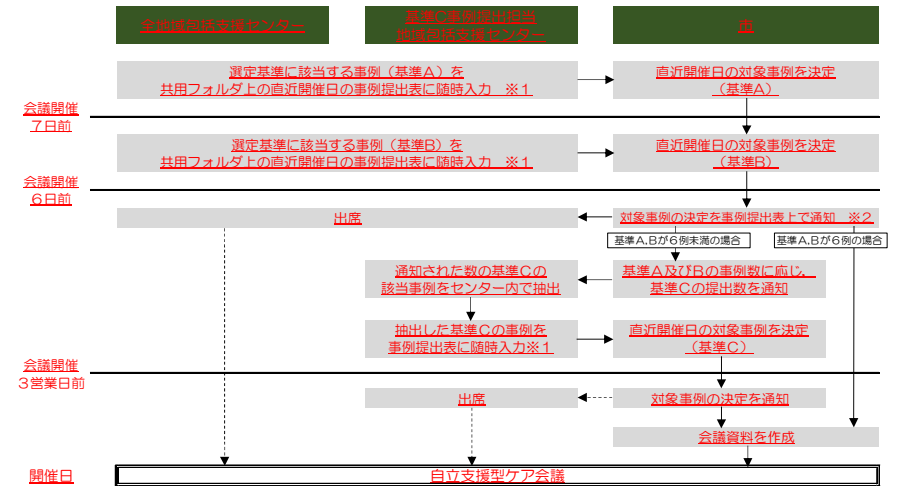 全地域包括支援センター
基準C事例提出担当
地域包括支援センター
市
選定基準に該当する事例（基準A）を
共用フォルダ上の直近開催日の事例提出表に随時入力　※1
直近開催日の対象事例を決定
（基準A）
会議開催
7日前
選定基準に該当する事例（基準B）を
共用フォルダ上の直近開催日の事例提出表に随時入力　※1
直近開催日の対象事例を決定
（基準B）
会議開催
6日前
出席
対象事例の決定を事例提出表上で通知　※2
基準A,Bが6例未満の場合
基準A,Bが6例の場合
通知された数の基準Cの
該当事例をセンター内で抽出
基準A及びBの事例数に応じ、
基準Cの提出数を通知
抽出した基準Cの事例を
事例提出表に随時入力※1
直近開催日の対象事例を決定
（基準C）
会議開催
3営業日前
出席
対象事例の決定を通知
会議資料を作成
開催日
自立支援型ケア会議